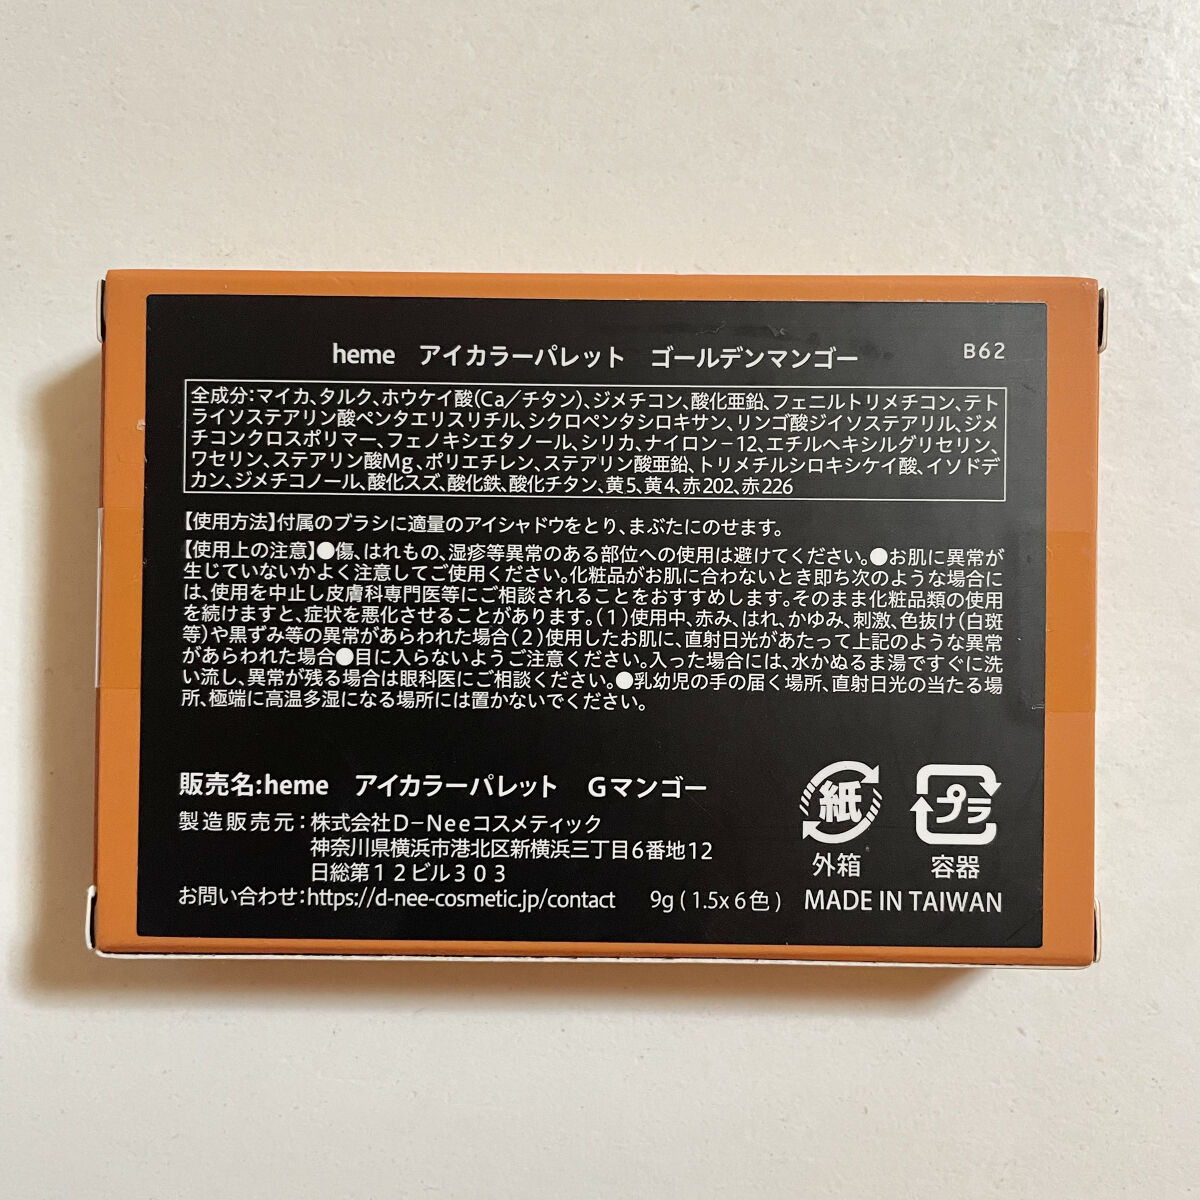 heme アイカラーパレット ゴールデンマンゴー B62
全成分:マイカ、タルク、ホウケイ酸(Ca/チタン)、ジメチコン、酸化亜鉛、フェニルトリメチコン、テト
ライソステアリン酸ペンタエリスリチル、シクロペンタシロキサン、リンゴ酸ジイソステアリル、ジメ
チコンクロスポリマー、フェノキシエタノール、シリカ、ナイロン-12、エチルヘキシルグリセリン、
ワセリン、ステアリン酸Mg、ポリエチレン、ステアリン酸亜鉛、トリメチルシロキシケイ酸、イソドデ
カン、ジメチコノール、酸化スズ、酸化鉄、酸化チタン、黄5、黄4、赤202、赤226
【使用方法】付属のブラシに適量のアイシャドウをとり、まぶたにのせます。
【使用上の注意】●傷、はれもの、湿疹等異常のある部位への使用は避けてください。●お肌に異常が
生じていないかよく注意してご使用ください。化粧品がお肌に合わないとき即ち次のような場合に
は、使用を中止し皮膚科専門医等にご相談されることをおすすめします。そのまま化粧品類の使用
を続けますと、症状を悪化させることがあります。(1)使用中、赤み、はれ、かゆみ、刺激、色抜け(白斑
等)や黒ずみ等の異常があらわれた場合(2)使用したお肌に、直射日光があたって上記のような異常
があらわれた場合●目に入らないようご注意ください。入った場合には、水かぬるま湯ですぐに洗
い流し、異常が残る場合は眼科医にご相談ください。●乳幼児の手の届く場所、直射日光の当たる場
所、極端に高温多湿になる場所には置かないでください。
販売名:heme アイカラーパレット Gマンゴー
製造販売元:株式会社D-Neeコスメティック
神奈川県横浜市港北区新横浜三丁目6番地12
日総第12ビル303
お問い合わせ:https://d-nee-cosmetic.jp/contact 9g(1.5x6色)
紙
外箱
プラ
容器
MADE IN TAIWAN